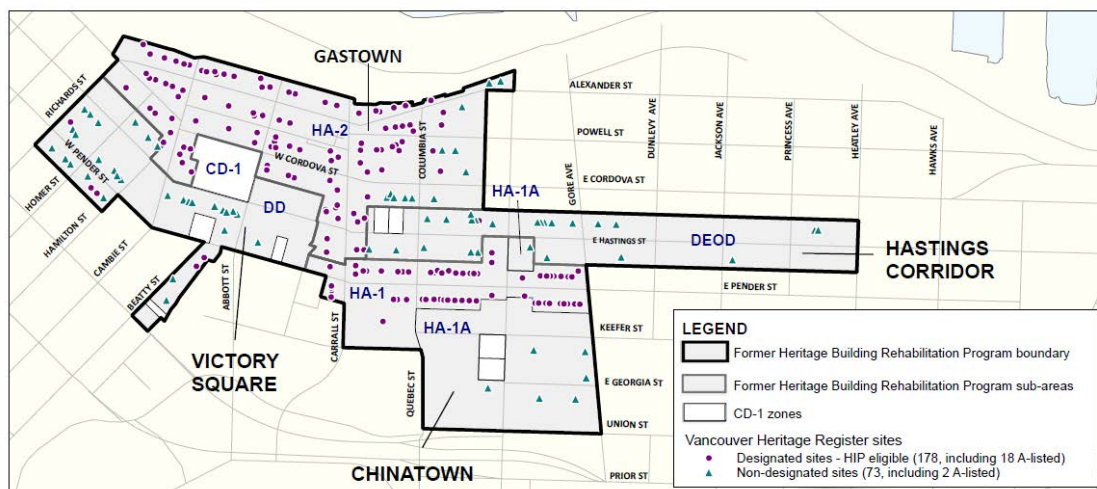 GASTOWN
ALEXANDER ST
RICHARDS ST
POWELL ST
DUNLEVY AVE
JACKSON AVE
PRINCESS AVE
HEATLEY AVE
HAWKS AVE
HA-2
COLUMBIA ST
W CORDOVA ST
E CORDOVA ST
W PENDER ST
CD-1
HA-1A
GORE AVE
HOMER ST
DD
E HASTINGS ST
DEOD
HASTINGS
CORRIDOR
HAMILTON ST
CAMBIE ST
E PENDER ST
BEATTY ST
ABBOTT ST
HA-1
HA-1A
KEEFER ST
CARRALL ST
VICTORY
SQUARE
QUEBEC ST
E GEORGIA ST
UNION ST
CHINATOWN
PRIOR ST
LEGEND
Former Heritage Building Rehabilitation Program boundary
Former Heritage Building Rehabilitation Program sub-areas
CD-1 zones
Vancouver Heritage Register sites
Designated sites - HIP eligible (178, including 18 A-listed)
Non-designated sites (73, including 2 A-listed)